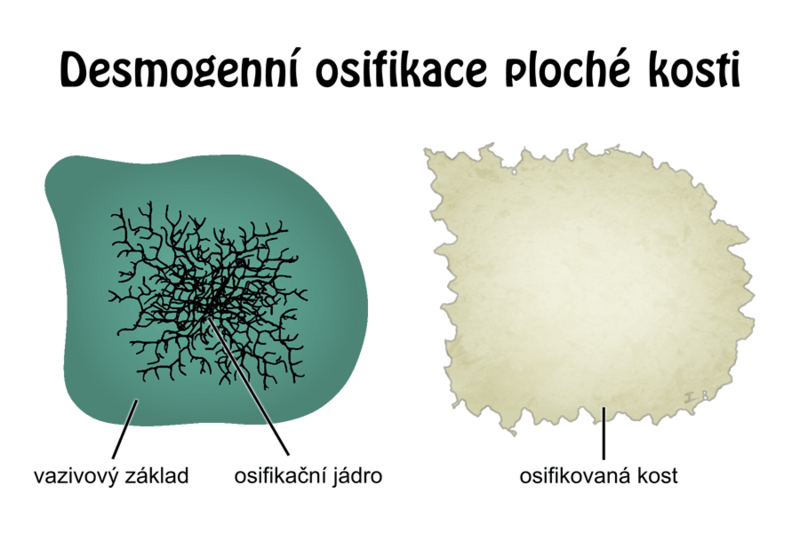 Desmogenní osifikace ploché kosti
vazivový základ
osifikační jádro
osifikovaná kost